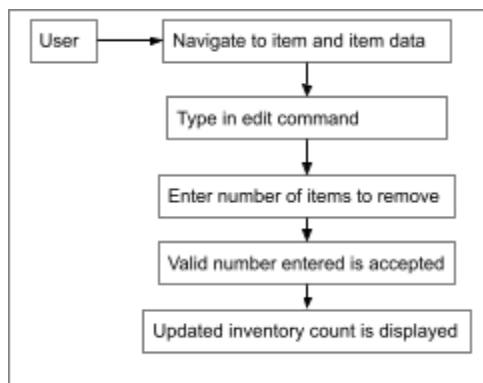 User
Navigate to item and item data
Type in edit command
Enter number of items to remove
Valid number entered is accepted
Updated inventory count is displayed